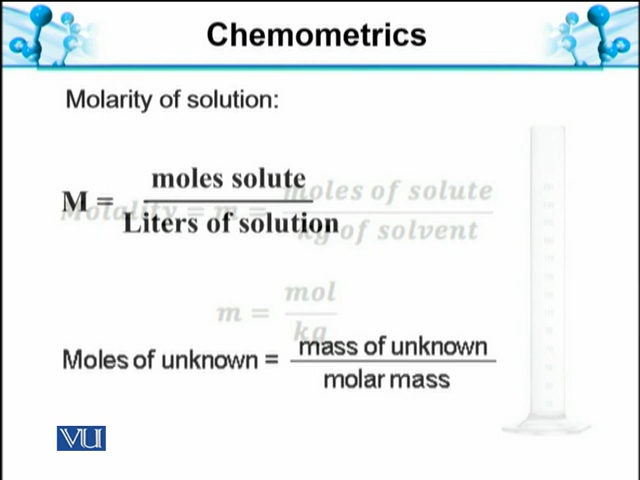 Chemometrics
Molarity of solution:
M = moles solute
Liters of solution
Molality = m = moles of solute
kg of solvent
m = mol
kg
Moles of unknown = mass of unknown
molar mass
VU